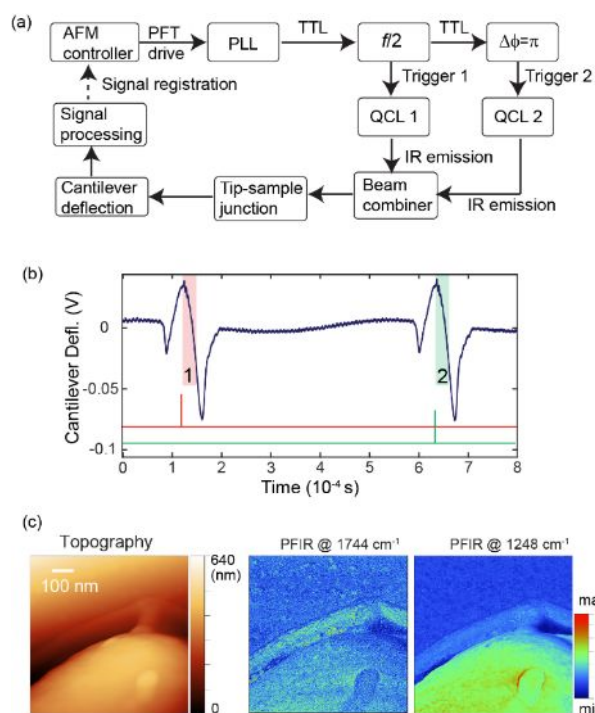 (a)
AFM
controller
PFT
drive
PLL
TTL
f/2
TTL
Δϕ=π
Signal registration
Trigger 1
Trigger 2
Signal
processing
QCL 1
QCL 2
IR emission
Cantilever
deflection
Tip-sample
junction
Beam
combiner
IR emission
(b)
Cantilever Defl. (V)
0
-0.05
-0.1
1
2
0 1 2 3 4 5 6 7 8
Time (10⁻⁴ s)
(c)
Topography
PFIR @ 1744 cm⁻¹
PFIR @ 1248 cm⁻¹
640
(nm)
100 nm
0